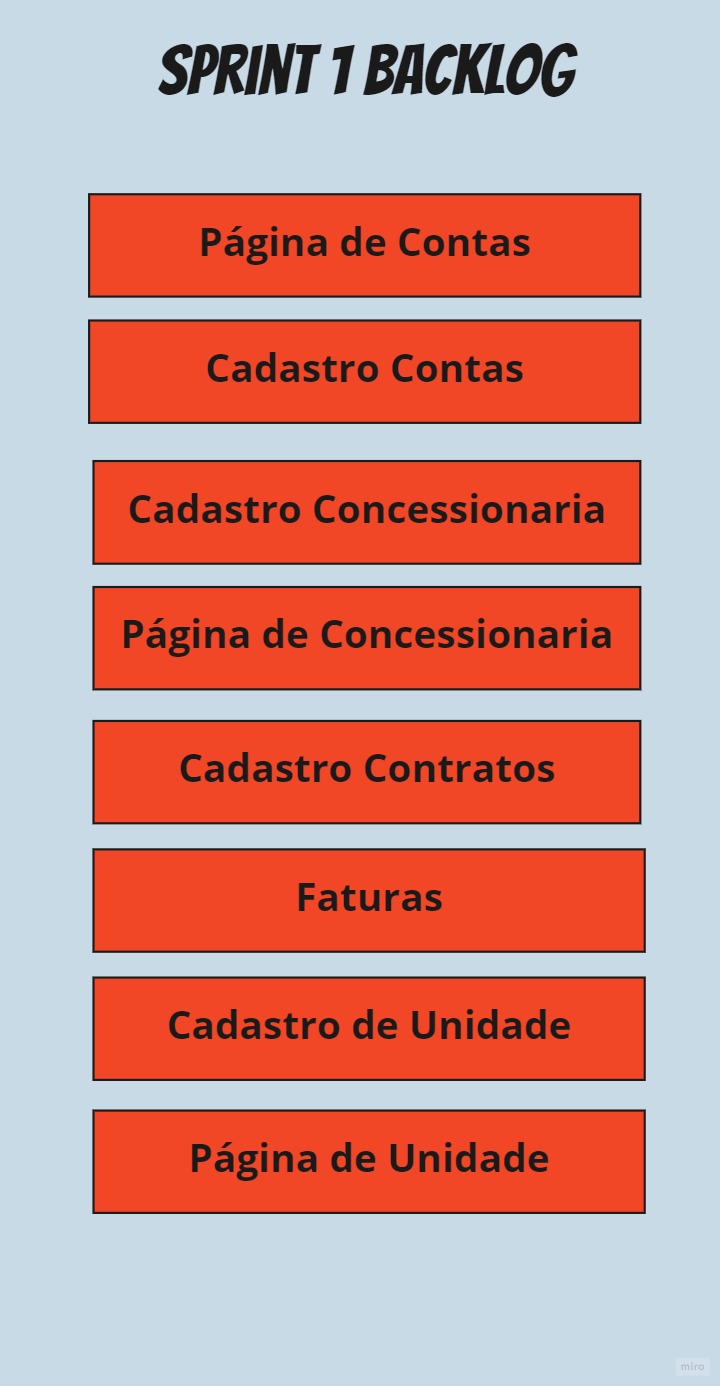 SPRINT 1 BACKLOG
Página de Contas
Cadastro Contas
Cadastro Concessionaria
Página de Concessionaria
Cadastro Contratos
Faturas
Cadastro de Unidade
Página de Unidade
miro